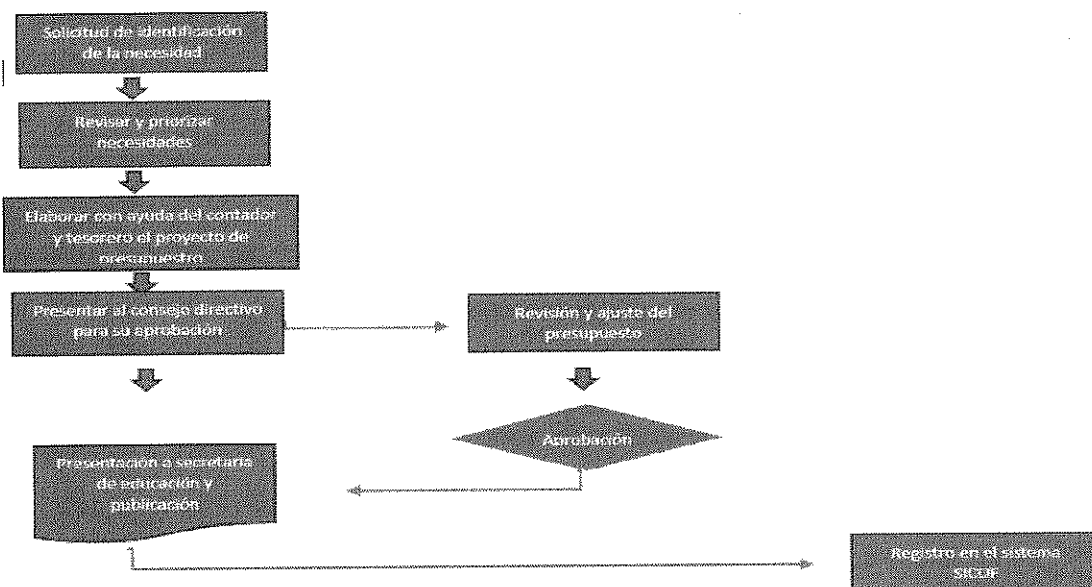 Solicitud de identificación
de la necesidad
Revisar y priorizar
necesidades
Elaborar con ayuda del contador
y tesorero el proyecto de
presupuestro
Presentar al consejo directivo
para su aprobación
Revisión y ajuste del
presupuesto
Aprobación
Presentación a secretaria
de educación y
publicación
Registro en el sistema